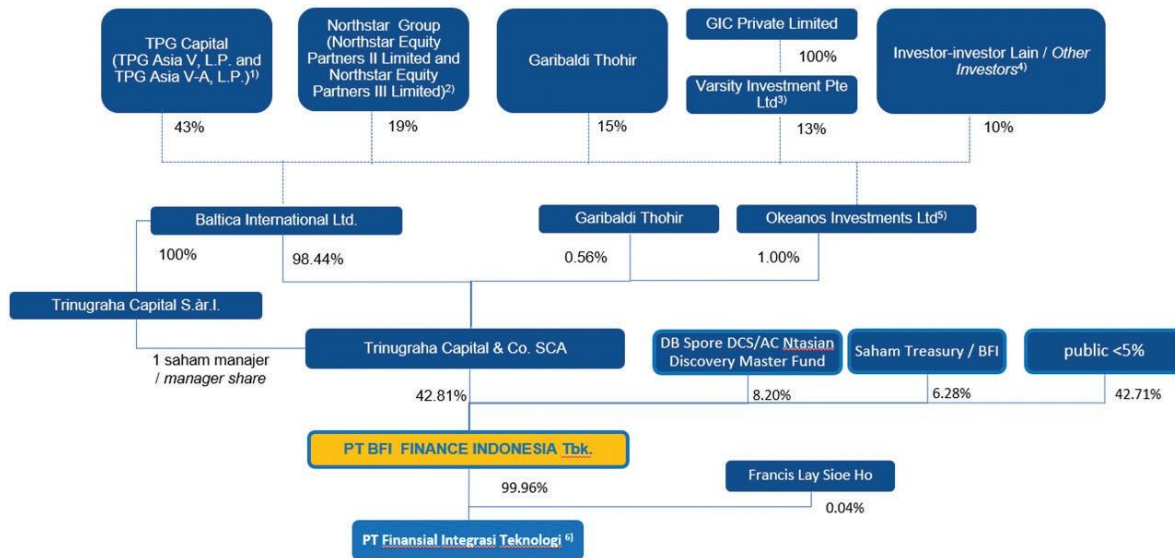 TPG Capital
(TPG Asia V, L.P. and
TPG Asia V-A, L.P.)1)
Northstar Group
(Northstar Equity
Partners II Limited and
Northstar Equity
Partners III Limited)2)
Garibaldi Thohir
GIC Private Limited
100%
Varsity Investment Pte
Ltd3)
Investor-investor Lain / Other
Investors4)
43%
19%
15%
13%
10%
Baltica International Ltd.
Garibaldi Thohir
Okeanos Investments Ltd5)
100%
98.44%
0.56%
1.00%
Trinugraha Capital S.àr.l.
1 saham manajer
/ manager share
Trinugraha Capital & Co. SCA
DB Spore DCS/AC Ntasian
Discovery Master Fund
Saham Treasury / BFI
public <5%
42.81%
8.20%
6.28%
42.71%
PT BFI FINANCE INDONESIA Tbk.
99.96%
Francis Lay Sioe Ho
0.04%
PT Finansial Integrasi Teknologi 6)